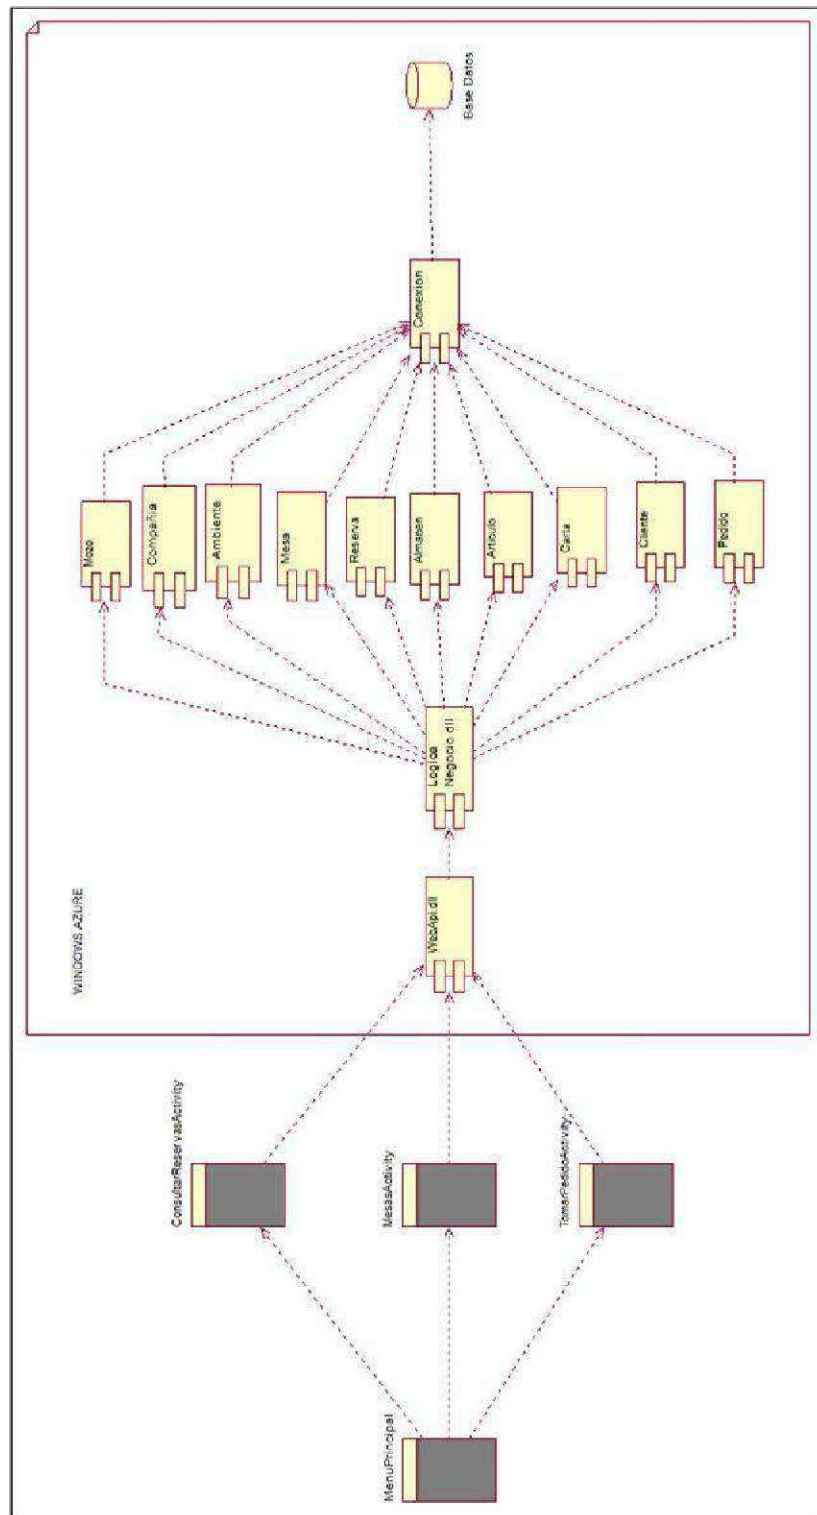 Base Datos
Conexion
Mozo
Compañia
Ambiente
Mesa
Reserva
Almacen
Articulo
Carta
Cliente
Pedido
Logica
Negocio.dll
WebApi.dll
WINDOWS AZURE
ConsultarReservasActivity
MesasActivity
TomarPedidoActivity
MenuPrincipal